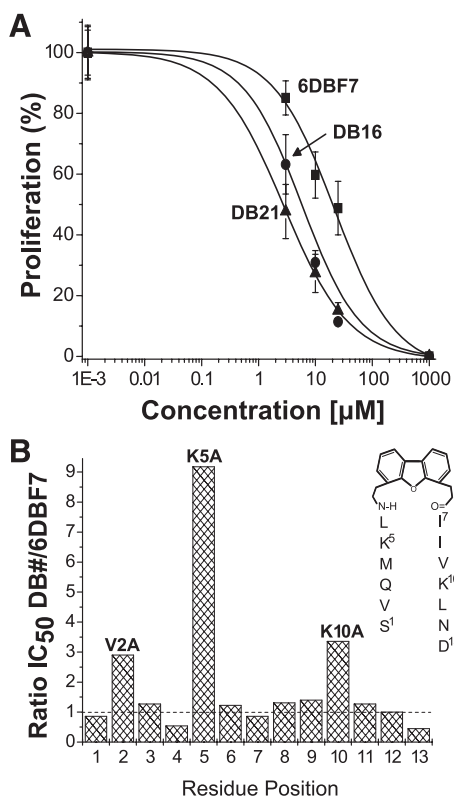 A
100
80
60
40
20
0
Proliferation (%)
6DBF7
DB16
DB21
1E-3 0.01 0.1 1 10 100 1000
Concentration [µM]
B
9
8
7
6
5
4
3
2
1
0
Ratio IC50 DB#/6DBF7
K5A
V2A
K10A
O
N-H O=
L I7
K5 I
M V
Q K10
V L
S1 N
D1
1 2 3 4 5 6 7 8 9 10 11 12 13
Residue Position